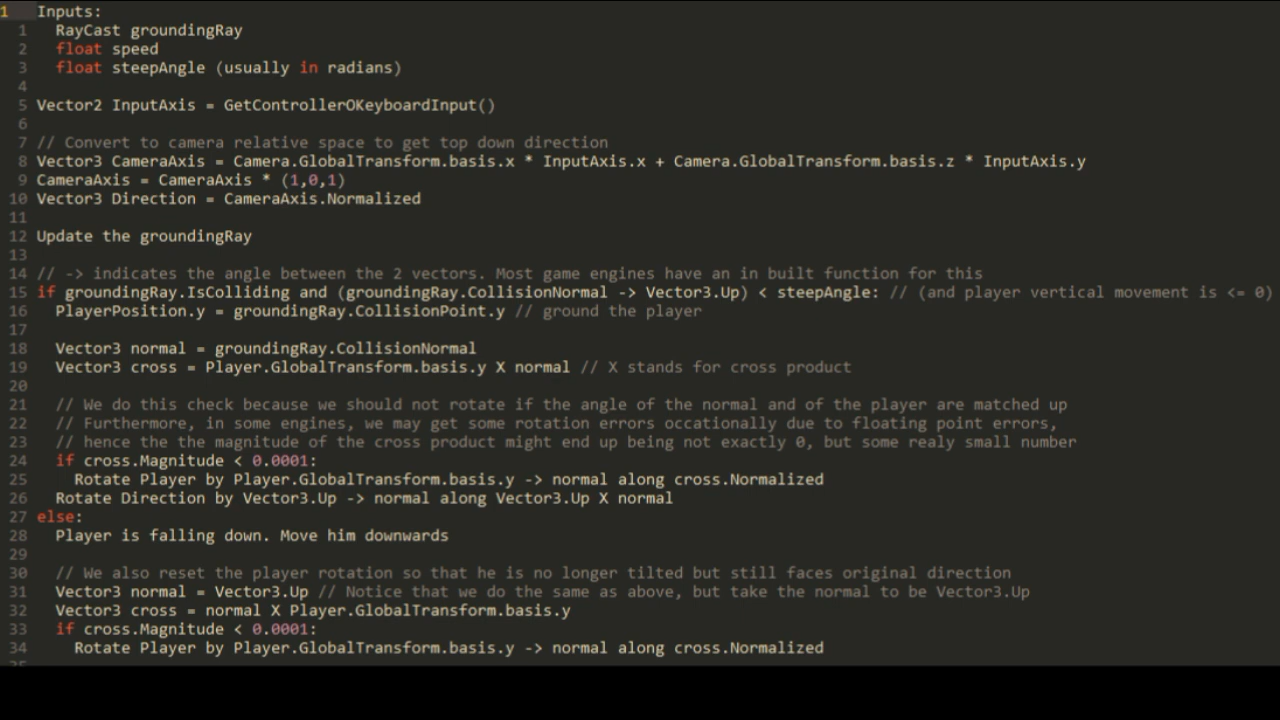 1 Inputs:
1 RayCast groundingRay
2 float speed
3 float steepAngle (usually in radians)
4
5 Vector2 InputAxis = GetControllerOKeyboardInput()
6
7 // Convert to camera relative space to get top down direction
8 Vector3 CameraAxis = Camera.GlobalTransform.basis.x * InputAxis.x + Camera.GlobalTransform.basis.z * InputAxis.y
9 CameraAxis = CameraAxis * (1,0,1)
10 Vector3 Direction = CameraAxis.Normalized
11
12 Update the groundingRay
13
14 // -> indicates the angle between the 2 vectors. Most game engines have an in built function for this
15 if groundingRay.IsColliding and (groundingRay.CollisionNormal -> Vector3.Up) < steepAngle: // (and player vertical movement is <= 0)
16 PlayerPosition.y = groundingRay.CollisionPoint.y // ground the player
17
18 Vector3 normal = groundingRay.CollisionNormal
19 Vector3 cross = Player.GlobalTransform.basis.y X normal // X stands for cross product
20
21 // We do this check because we should not rotate if the angle of the normal and of the player are matched up
22 // Furthermore, in some engines, we may get some rotation errors occationally due to floating point errors,
23 // hence the the magnitude of the cross product might end up being not exactly 0, but some realy small number
24 if cross.Magnitude < 0.0001:
25 Rotate Player by Player.GlobalTransform.basis.y -> normal along cross.Normalized
26 Rotate Direction by Vector3.Up -> normal along Vector3.Up X normal
27 else:
28 Player is falling down. Move him downwards
29
30 // We also reset the player rotation so that he is no longer tilted but still faces original direction
31 Vector3 normal = Vector3.Up // Notice that we do the same as above, but take the normal to be Vector3.Up
32 Vector3 cross = normal X Player.GlobalTransform.basis.y
33 if cross.Magnitude < 0.0001:
34 Rotate Player by Player.GlobalTransform.basis.y -> normal along cross.Normalized